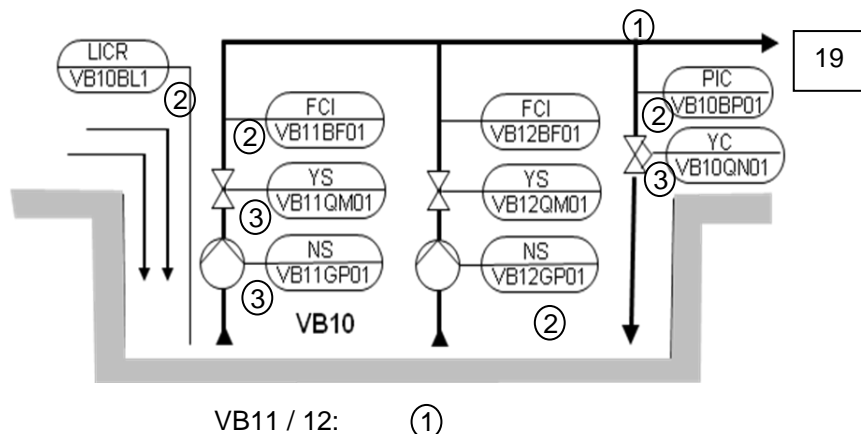 ①
LICR
VB10BL1
②
19
PIC
VB10BP01
②
FCI
VB11BF01
②
FCI
VB12BF01
YC
VB10QN01
③
YS
VB11QM01
③
YS
VB12QM01
NS
VB11GP01
③
NS
VB12GP01
VB10
②
VB11 / 12: ①